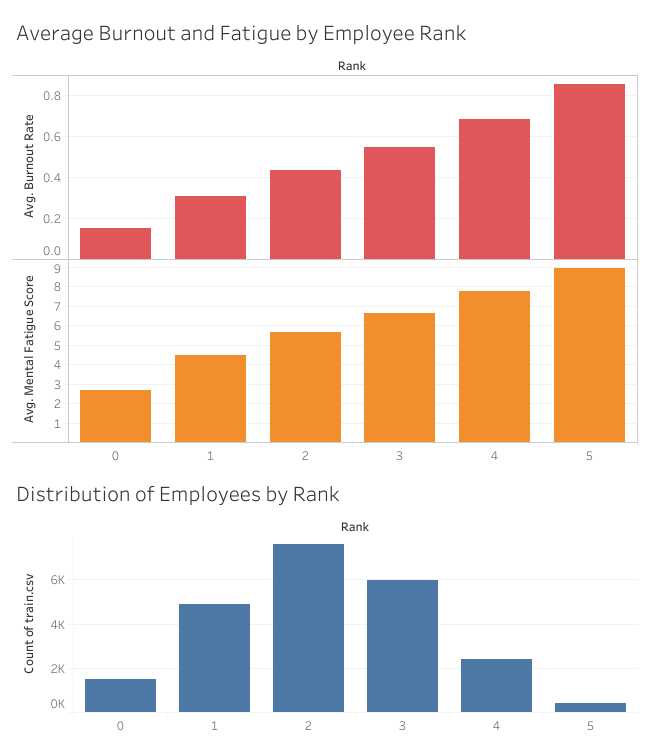 Average Burnout and Fatigue by Employee Rank
Rank
Avg. Burnout Rate
0.8
0.6
0.4
0.2
0.0
Avg. Mental Fatigue Score
9
8
7
6
5
4
3
2
1
0 1 2 3 4 5
Distribution of Employees by Rank
Rank
Count of train.csv
6K
4K
2K
0K
0 1 2 3 4 5